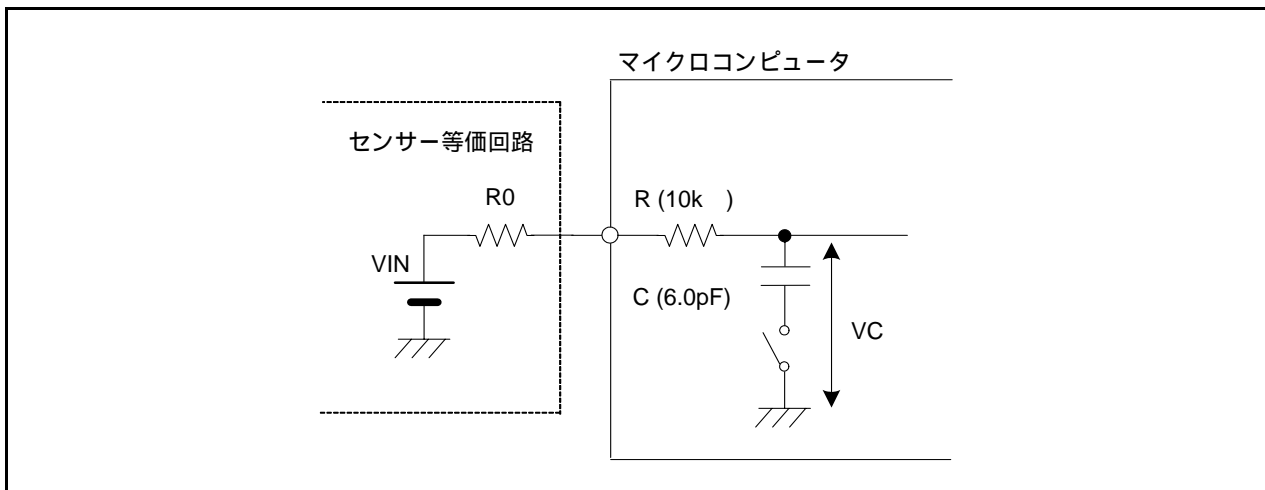 マイクロコンピュータ
センサー等価回路
R0
R (10k )
VIN
C (6.0pF)
VC